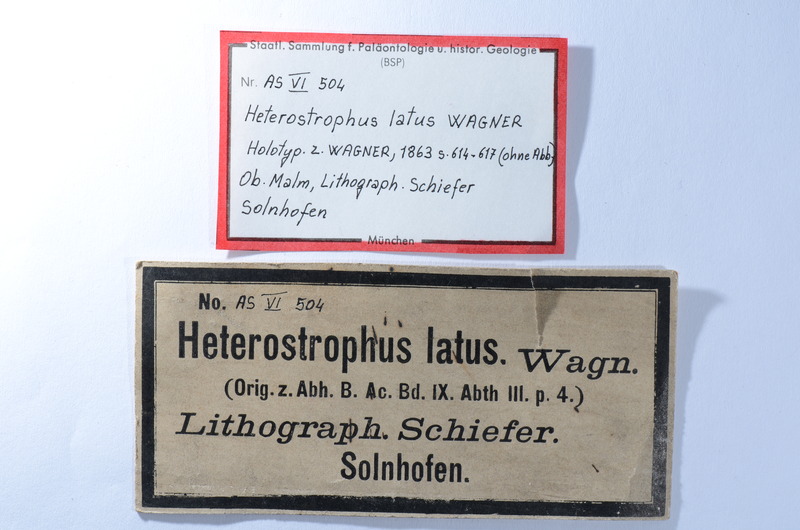 Staatl. Sammlung f. Paläontologie u. histor. Geologie
(BSP)
Nr. AS VI 504
Heterostrophus latus WAGNER
Holotyp. z. WAGNER, 1863 s. 614-617 (ohne Abb.)
Ob. Malm, Lithograph. Schiefer
Solnhofen
München
No. AS VI 504
Heterostrophus latus. Wagn.
(Orig. z. Abh. B. Ac. Bd. IX. Abth III. p. 4.)
Lithograph. Schiefer.
Solnhofen.